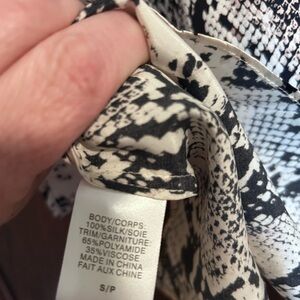 BODY/CORPS:
100%SILK/SOIE
TRIM/GARNITURE:
65%POLYAMIDE
35%VISCOSE
MADE IN CHINA
FAIT AUX CHINE
S/P